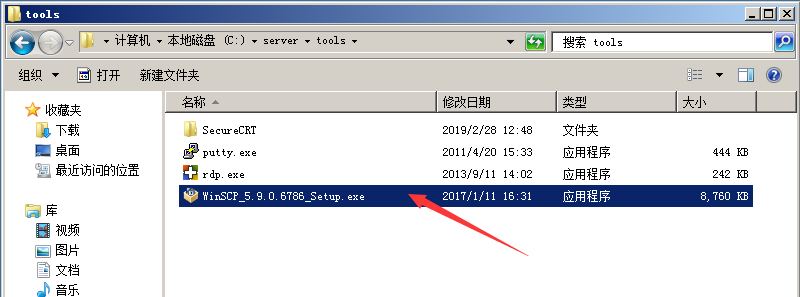 tools
计算机 本地磁盘 (C:) server tools
搜索 tools
组织 打开 新建文件夹
名称 修改日期 类型 大小
收藏夹
下载
桌面
最近访问的位置
库
视频
图片
文档
音乐
SecureCRT 2019/2/28 12:48 文件夹
putty.exe 2011/4/20 15:33 应用程序 444 KB
rdp.exe 2013/9/11 14:02 应用程序 242 KB
WinSCP_5.9.0.6786_Setup.exe 2017/1/11 16:31 应用程序 8,760 KB